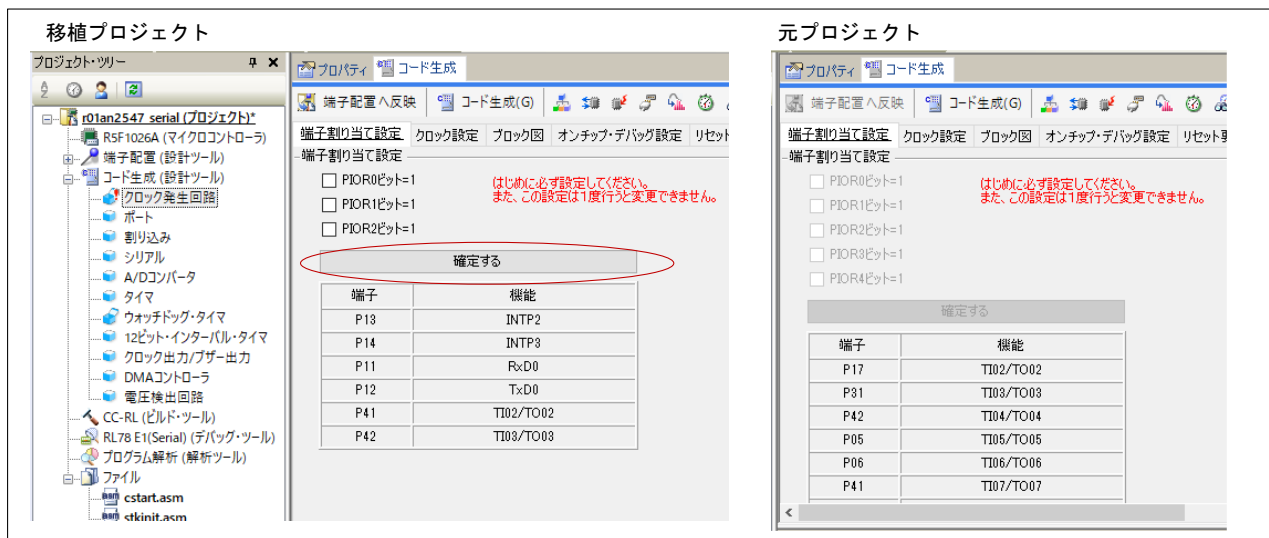 移植プロジェクト
プロジェクト・ツリー
r01an2547_serial (プロジェクト)*
R5F1026A (マイクロコントローラ)
端子配置 (設計ツール)
コード生成 (設計ツール)
クロック発生回路
ポート
割り込み
シリアル
A/Dコンバータ
タイマ
ウォッチドッグ・タイマ
12ビット・インターバル・タイマ
クロック出力/ブザー出力
DMAコントローラ
電圧検出回路
CC-RL (ビルド・ツール)
RL78 E1(Serial) (デバッグ・ツール)
プログラム解析 (解析ツール)
ファイル
cstart.asm
stkinit.asm
プロパティ コード生成
端子配置へ反映 コード生成(G)
端子割り当て設定 クロック設定 ブロック図 オンチップ・デバッグ設定 リセット
端子割り当て設定
PIOR0ビット=1
PIOR1ビット=1
PIOR2ビット=1
はじめに必ず設定してください。
また、この設定は1度行うと変更できません。
確定する
端子 機能
P13 INTP2
P14 INTP3
P11 RxD0
P12 TxD0
P41 TI02/TO02
P42 TI03/TO03
元プロジェクト
プロパティ コード生成
端子配置へ反映 コード生成(G)
端子割り当て設定 クロック設定 ブロック図 オンチップ・デバッグ設定 リセット要
端子割り当て設定
PIOR0ビット=1
PIOR1ビット=1
PIOR2ビット=1
PIOR3ビット=1
PIOR4ビット=1
はじめに必ず設定してください。
また、この設定は1度行うと変更できません。
確定する
端子 機能
P17 TI02/TO02
P31 TI03/TO03
P42 TI04/TO04
P05 TI05/TO05
P06 TI06/TO06
P41 TI07/TO07